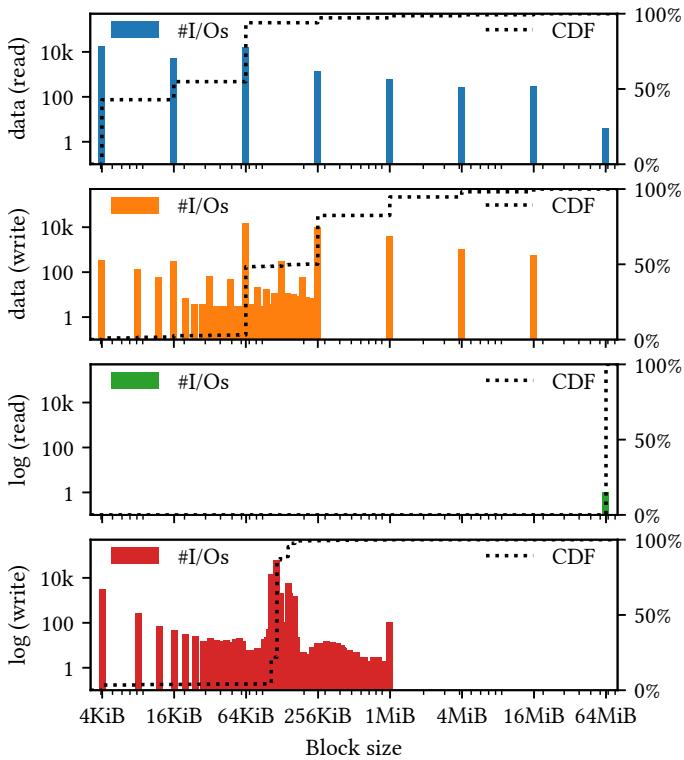 data (read)
#I/Os
CDF
10k
100
1
100%
50%
0%
data (write)
#I/Os
CDF
10k
100
1
100%
50%
0%
log (read)
#I/Os
CDF
10k
100
1
100%
50%
0%
log (write)
#I/Os
CDF
10k
100
1
100%
50%
0%
4KiB 16KiB 64KiB 256KiB 1MiB 4MiB 16MiB 64MiB
Block size